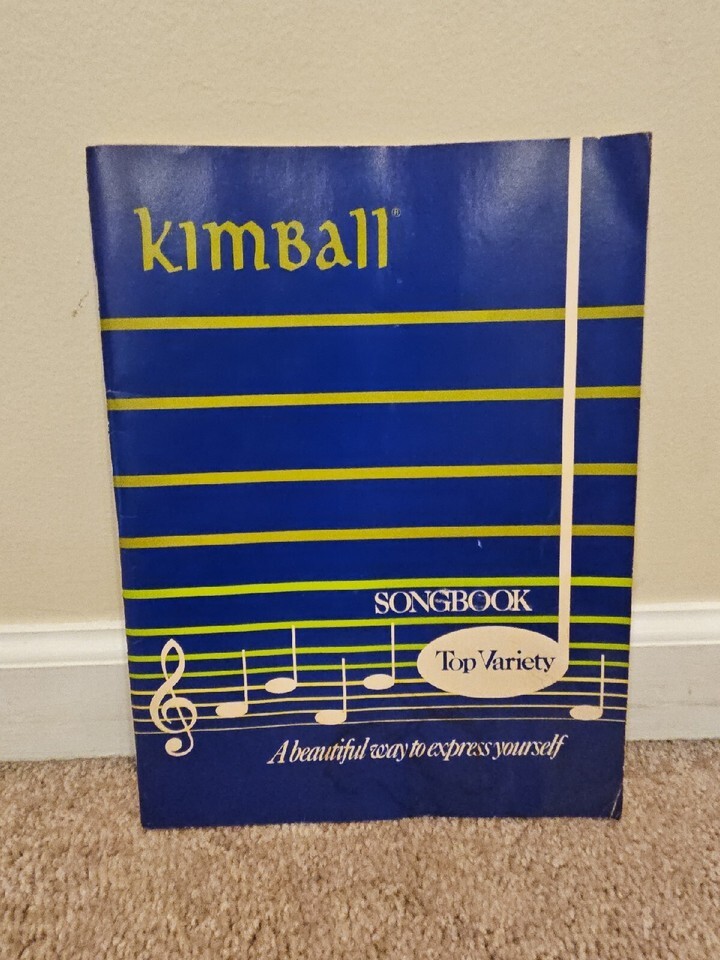 kimball®
SONGBOOK
Top Variety
A beautiful way to express yourself